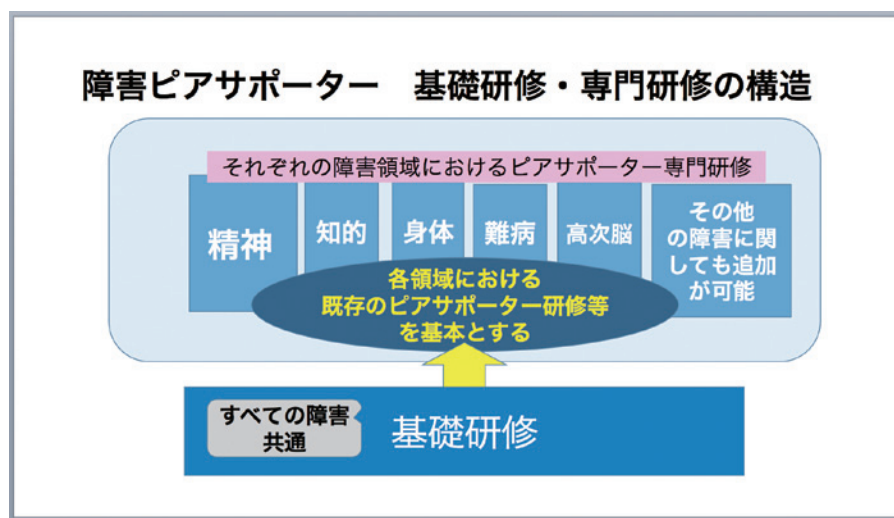 障害ピアサポーター　基礎研修・専門研修の構造
それぞれの障害領域におけるピアサポーター専門研修
精神
知的
身体
難病
高次脳
その他
の障害に関
しても追加
が可能
各領域における
既存のピアサポーター研修等
を基本とする
すべての障害
共通
基礎研修